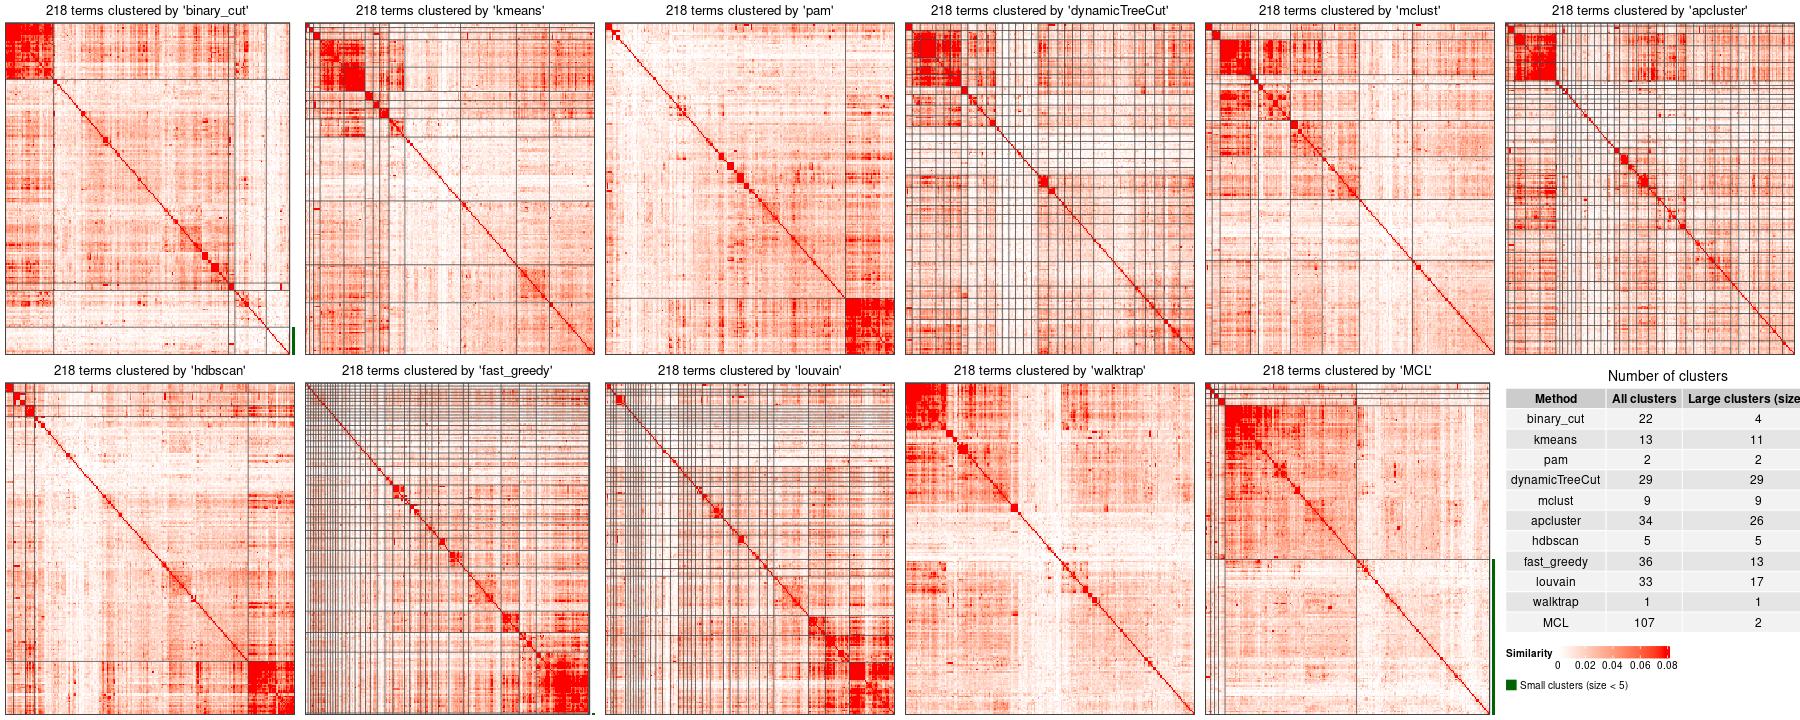 218 terms clustered by 'binary_cut'
218 terms clustered by 'kmeans'
218 terms clustered by 'pam'
218 terms clustered by 'dynamicTreeCut'
218 terms clustered by 'mclust'
218 terms clustered by 'apcluster'
218 terms clustered by 'hdbscan'
218 terms clustered by 'fast_greedy'
218 terms clustered by 'louvain'
218 terms clustered by 'walktrap'
218 terms clustered by 'MCL'
Number of clusters
Method All clusters Large clusters (size
binary_cut 22 4
kmeans 13 11
pam 2 2
dynamicTreeCut 29 29
mclust 9 9
apcluster 34 26
hdbscan 5 5
fast_greedy 36 13
louvain 33 17
walktrap 1 1
MCL 107 2
Similarity
0 0.02 0.04 0.06 0.08
Small clusters (size < 5)